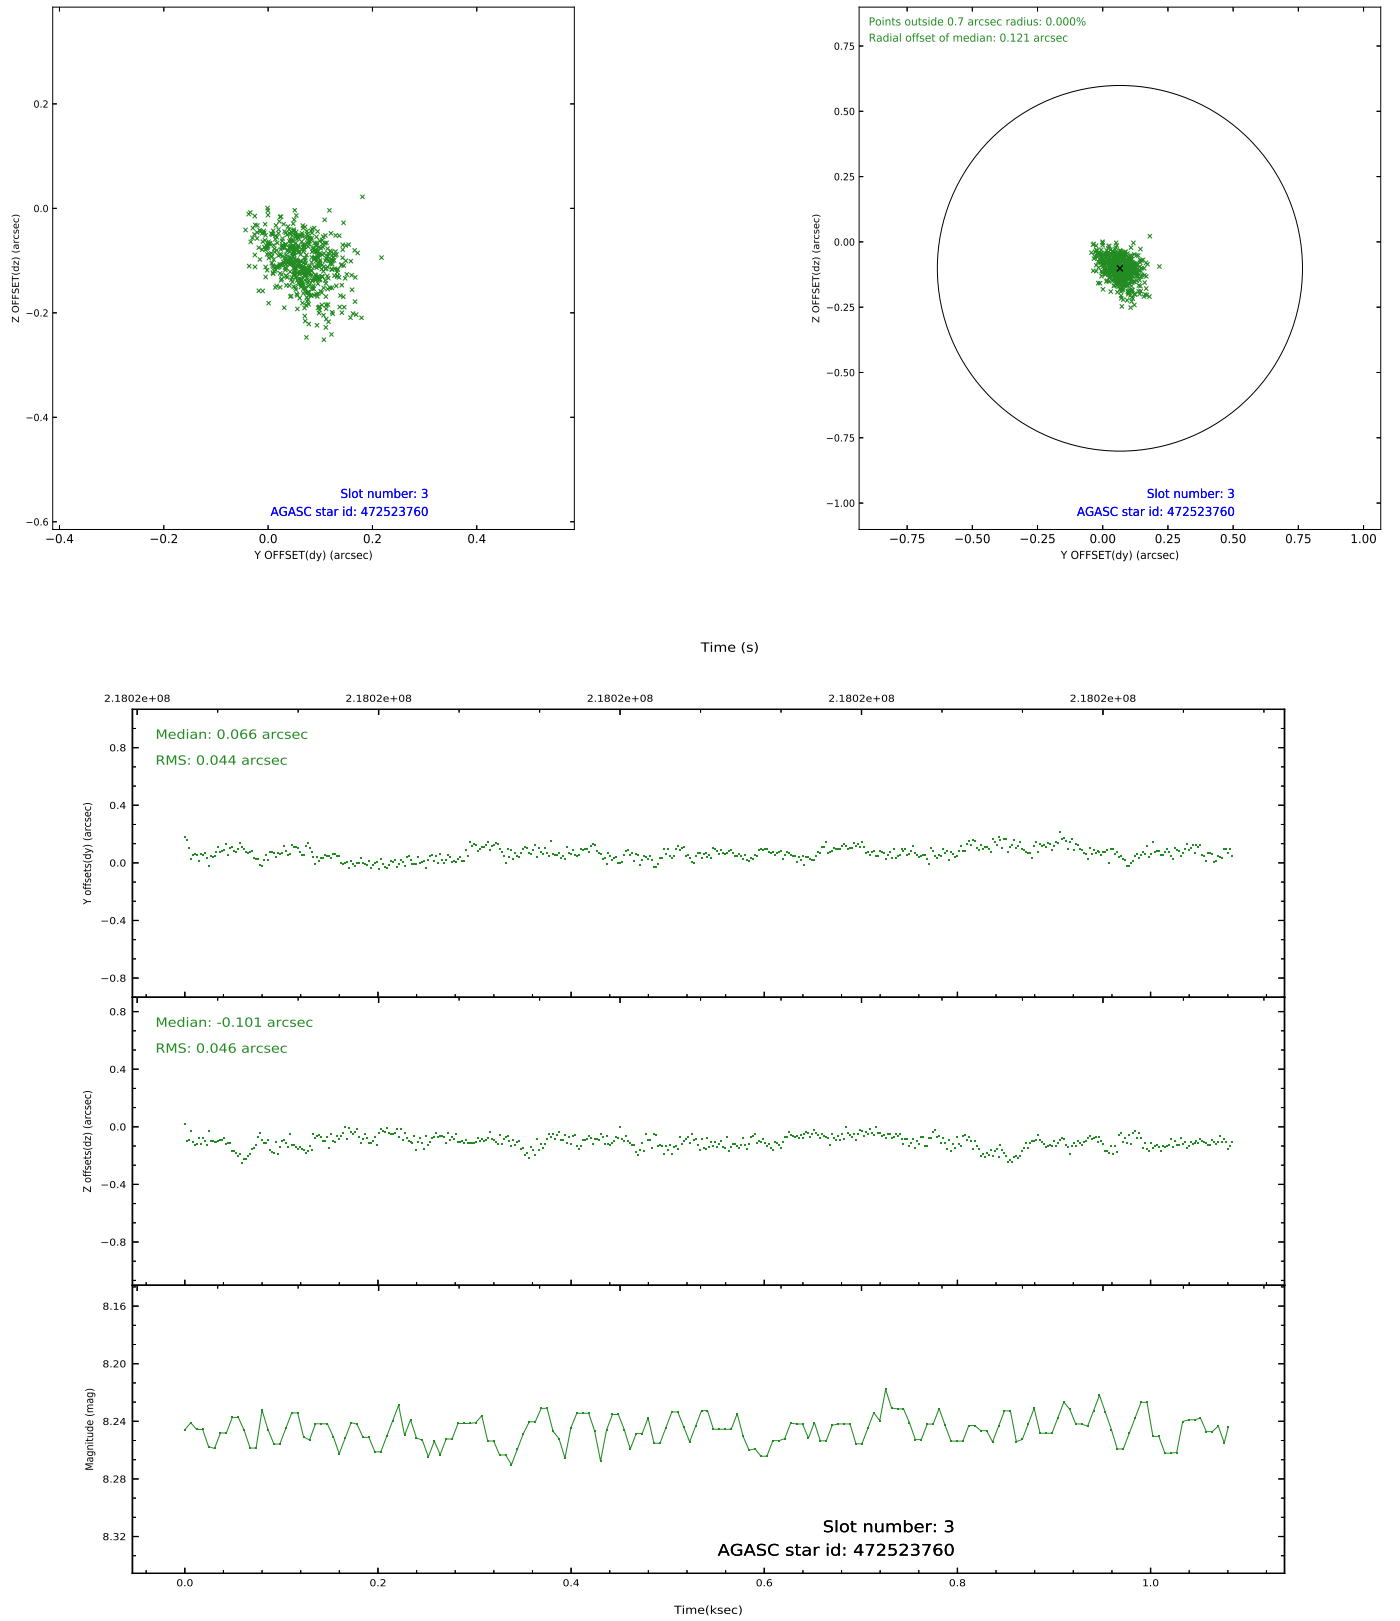 0.2
0.0
−0.2
−0.4
−0.6
−0.4
−0.2
0.0
0.2
0.4
Z OFFSET(dz) (arcsec)
Y OFFSET(dy) (arcsec)
Slot number: 3
AGASC star id: 472523760
Points outside 0.7 arcsec radius: 0.000%
Radial offset of median: 0.121 arcsec
0.75
0.50
0.25
0.00
−0.25
−0.50
−0.75
−1.00
−0.75
−0.50
−0.25
0.00
0.25
0.50
0.75
1.00
Z OFFSET(dz) (arcsec)
Y OFFSET(dy) (arcsec)
Slot number: 3
AGASC star id: 472523760
Time (s)
2.1802e+08
2.1802e+08
2.1802e+08
2.1802e+08
2.1802e+08
Median: 0.066 arcsec
RMS: 0.044 arcsec
0.8
0.4
0.0
−0.4
−0.8
Y offsets(dy) (arcsec)
Median: -0.101 arcsec
RMS: 0.046 arcsec
0.8
0.4
0.0
−0.4
−0.8
Z offsets(dz) (arcsec)
8.16
8.20
8.24
8.28
8.32
Magnitude (mag)
Slot number: 3
AGASC star id: 472523760
0.0
0.2
0.4
0.6
0.8
1.0
Time(ksec)